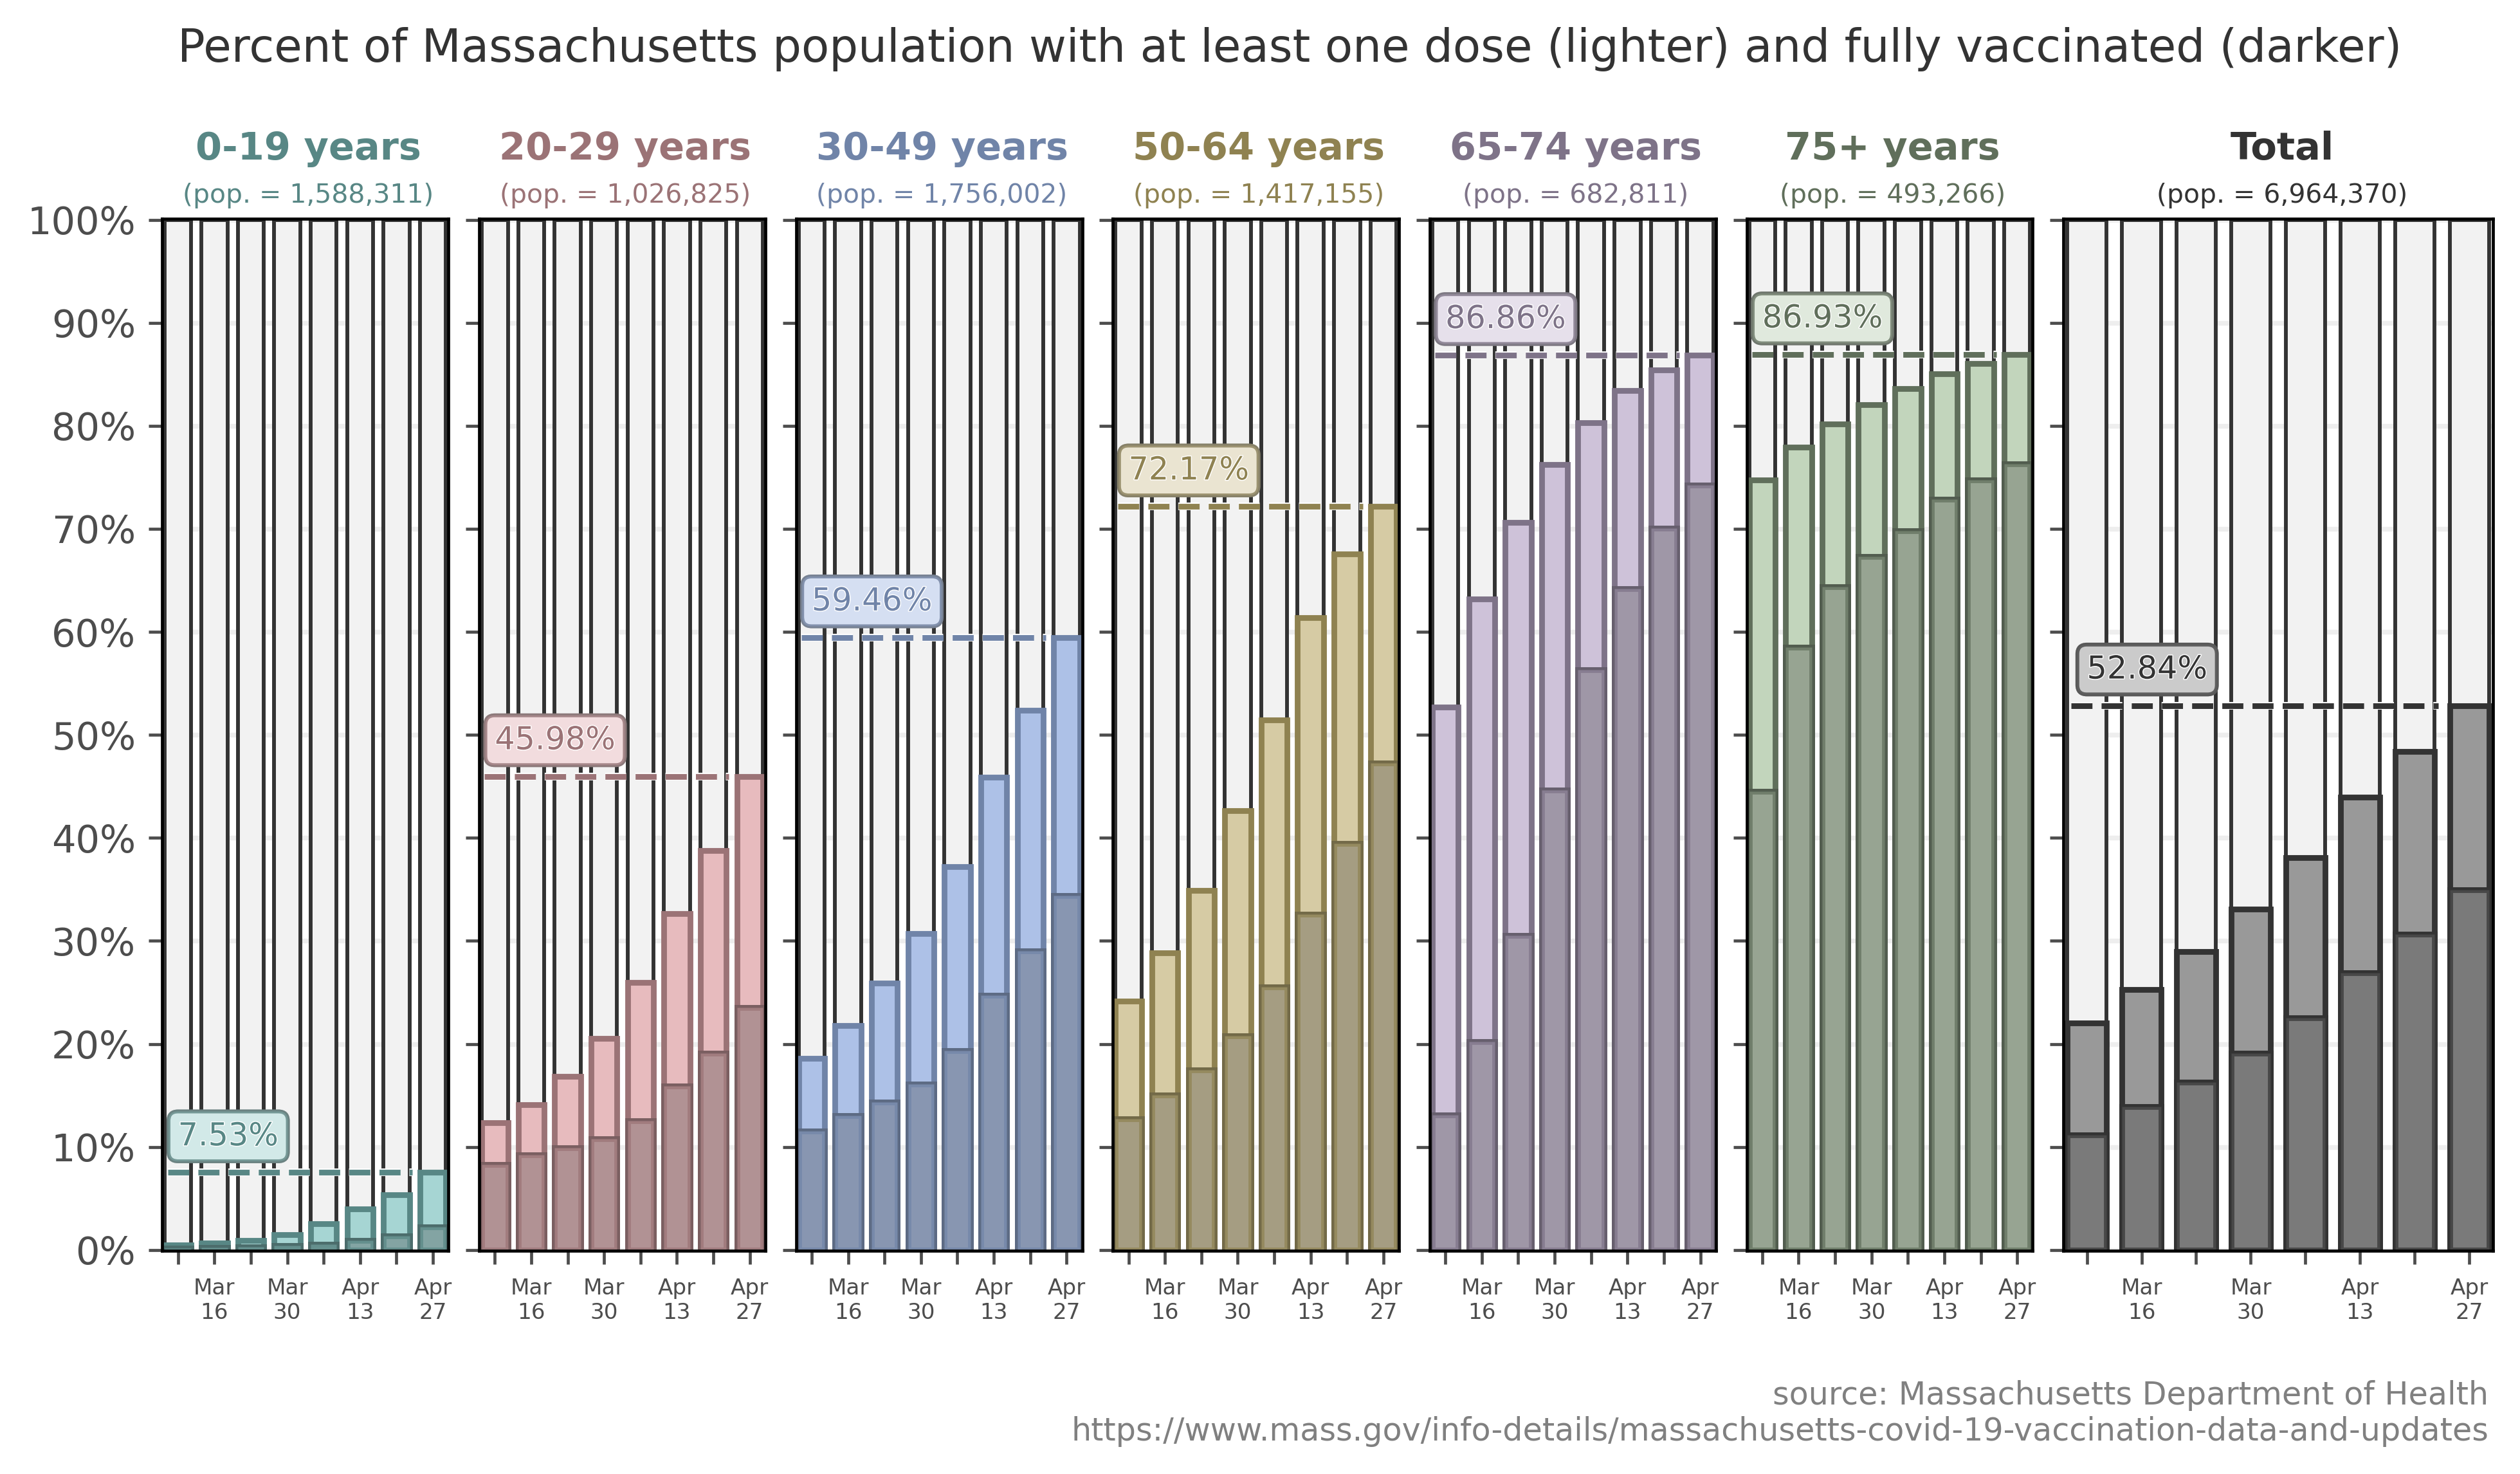 Percent of Massachusetts population with at least one dose (lighter) and fully vaccinated (darker)
0-19 years
(pop. = 1,588,311)
20-29 years
(pop. = 1,026,825)
30-49 years
(pop. = 1,756,002)
50-64 years
(pop. = 1,417,155)
65-74 years
(pop. = 682,811)
75+ years
(pop. = 493,266)
Total
(pop. = 6,964,370)
100%
90%
80%
70%
60%
50%
40%
30%
20%
10%
0%
7.53%
45.98%
59.46%
72.17%
86.86%
86.93%
52.84%
Mar
16
Mar
30
Apr
13
Apr
27
Mar
16
Mar
30
Apr
13
Apr
27
Mar
16
Mar
30
Apr
13
Apr
27
Mar
16
Mar
30
Apr
13
Apr
27
Mar
16
Mar
30
Apr
13
Apr
27
Mar
16
Mar
30
Apr
13
Apr
27
Mar
16
Mar
30
Apr
13
Apr
27
source: Massachusetts Department of Health
https://www.mass.gov/info-details/massachusetts-covid-19-vaccination-data-and-updates